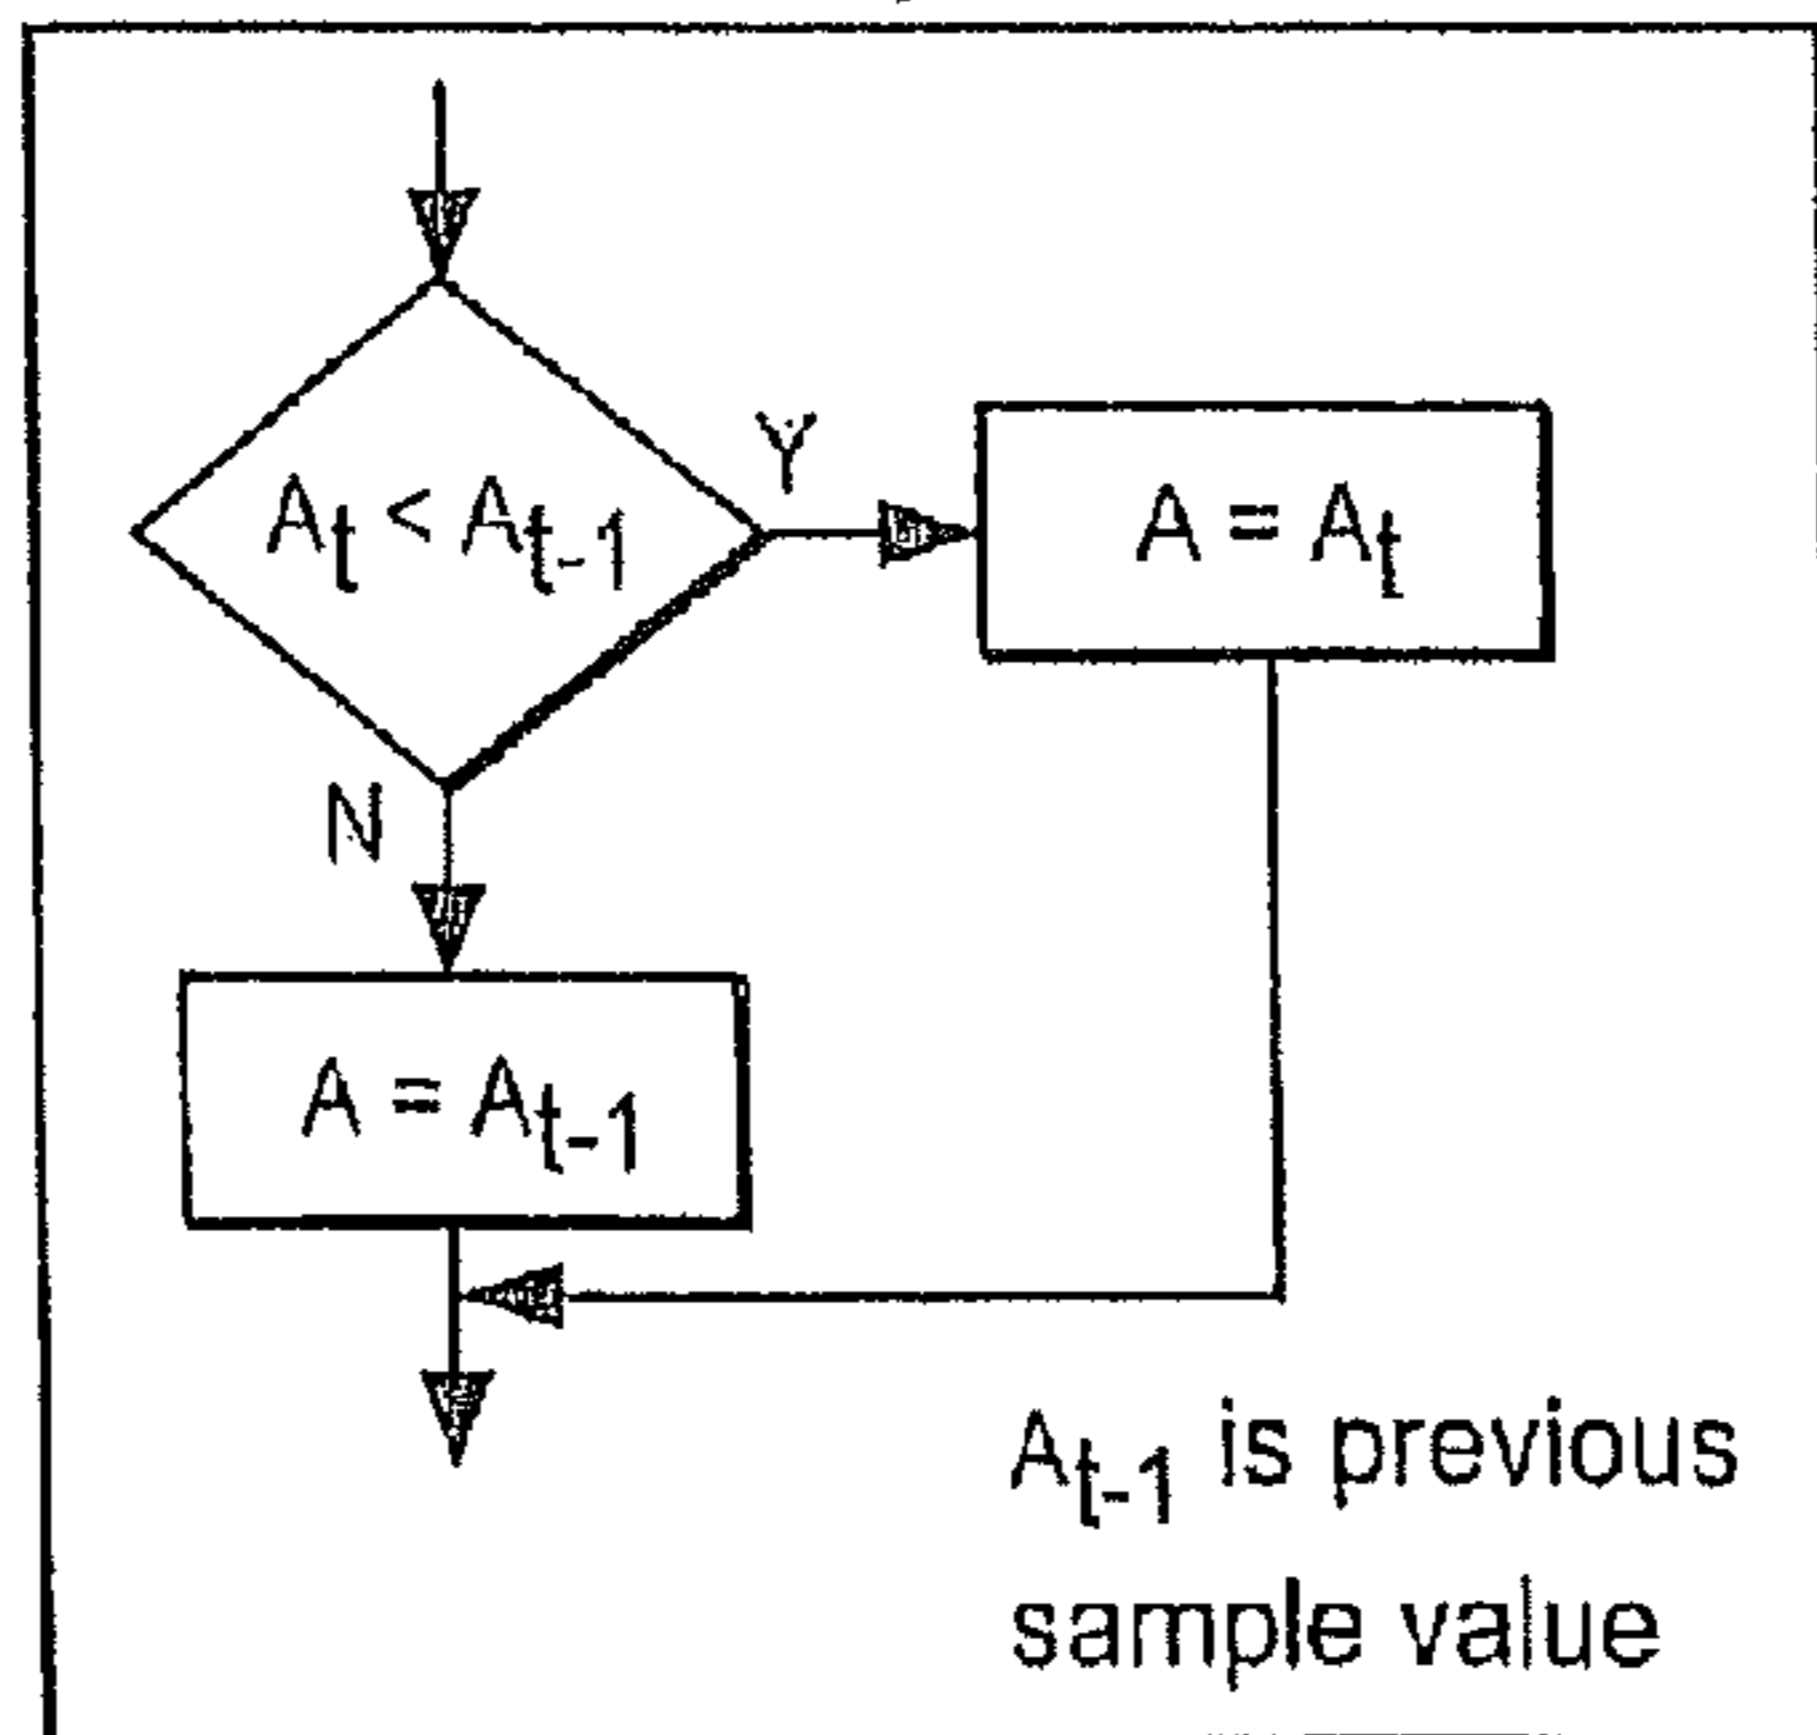 Y
At < At-1
A = At
N
A = At-1
At-1 is previous
sample value